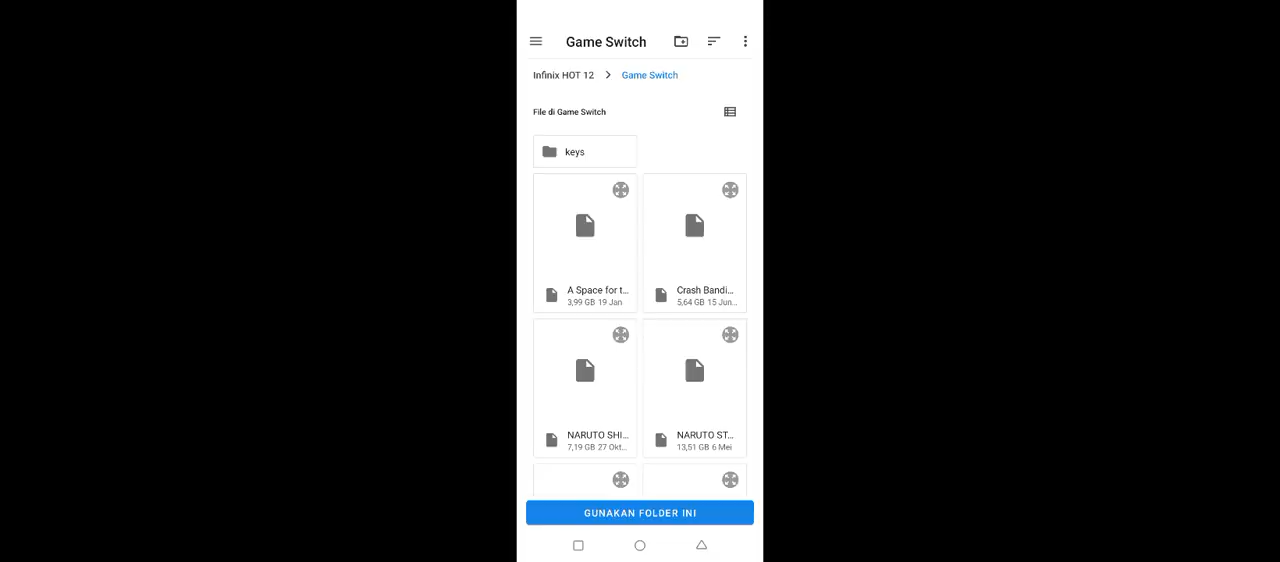 Game Switch
Infinix HOT 12 > Game Switch
File di Game Switch
keys
A Space for t...
3,99 GB 19 Jan
Crash Bandi...
5,64 GB 15 Jun...
NARUTO SHI...
7,19 GB 27 Okt...
NARUTO ST...
13,51 GB 6 Mei
GUNAKAN FOLDER INI